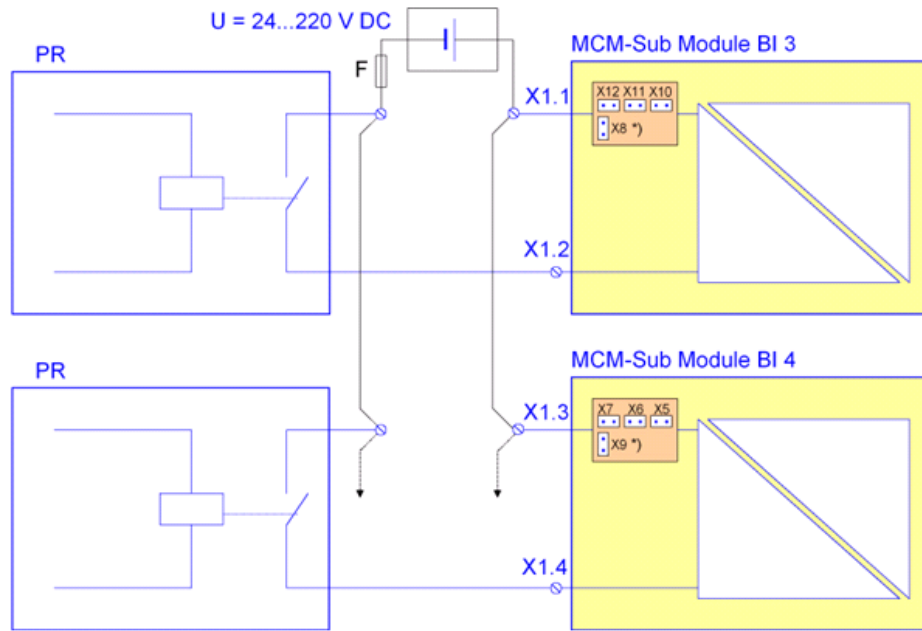 U = 24...220 V DC
PR
F
MCM-Sub Module BI 3
X1.1
X12 X11 X10
X8 *)
X1.2
PR
MCM-Sub Module BI 4
X1.3
X7 X6 X5
X9 *)
X1.4